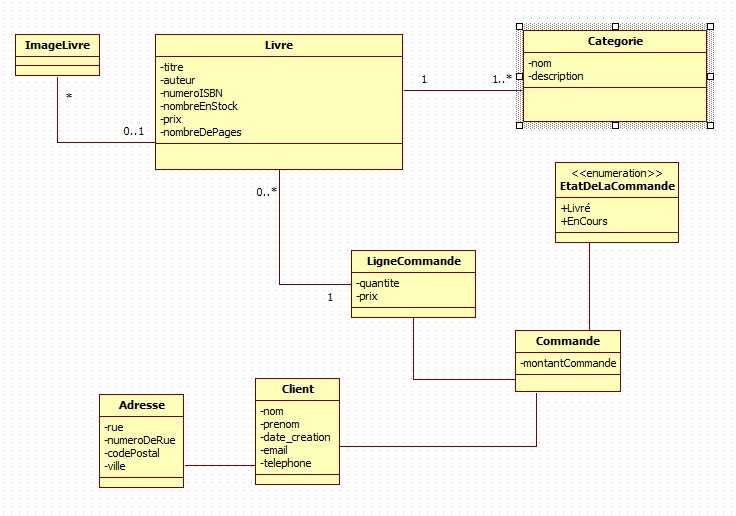 ImageLivre
*
0..1
Livre
-titre
-auteur
-numeroISBN
-nombreEnStock
-prix
-nombreDePages
1
1..*
Categorie
-nom
-description
<<enumeration>>
EtatDeLaCommande
+Livré
+EnCours
0..*
1
LigneCommande
-quantite
-prix
Commande
-montantCommande
Client
-nom
-prenom
-date_creation
-email
-telephone
Adresse
-rue
-numeroDeRue
-codePostal
-ville